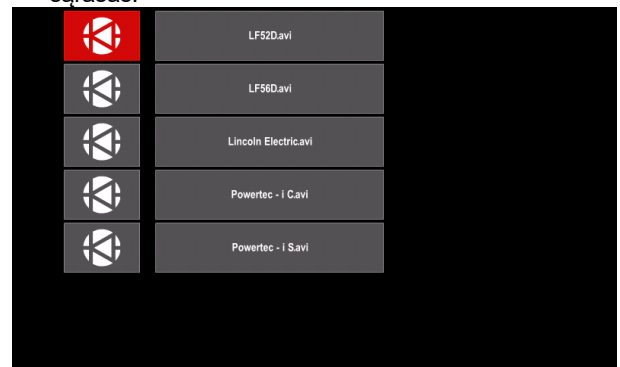 LF52D.avi
LF56D.avi
Lincoln Electric.avi
Powertec - i C.avi
Powertec - i S.avi